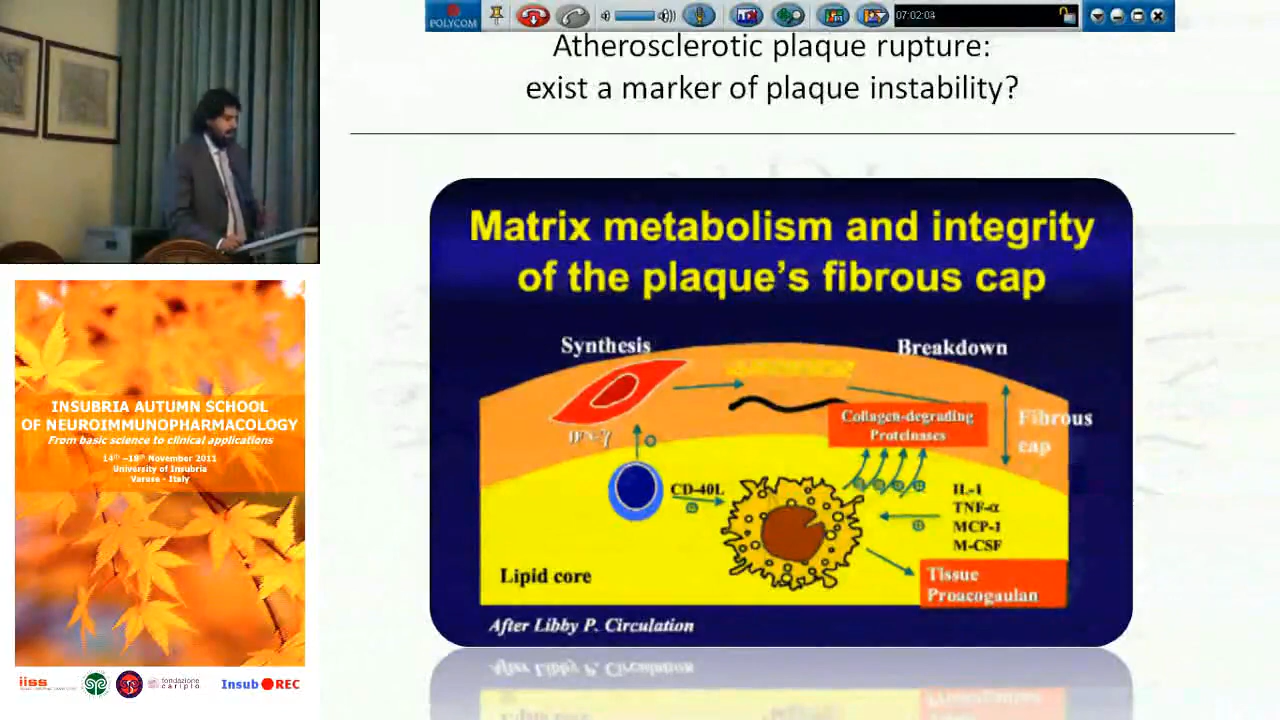 POLYCOM
07:02:04
Atherosclerotic plaque rupture:
exist a marker of plaque instability?
Matrix metabolism and integrity
of the plaque's fibrous cap
Synthesis
Breakdown
Collagen-degrading
Proteinases
Fibrous
cap
IFN-γ
CD-40L
IL-1
TNF-α
MCP-1
M-CSF
Lipid core
Tissue
Proacogaulan
After Libby P. Circulation
INSUBRIA AUTUMN SCHOOL
OF NEUROIMMUNOPHARMACOLOGY
From basic science to clinical applications
14th –18th November 2011
University of Insubria
Varese - Italy
iiss
fondazione
cariplo
Insub REC